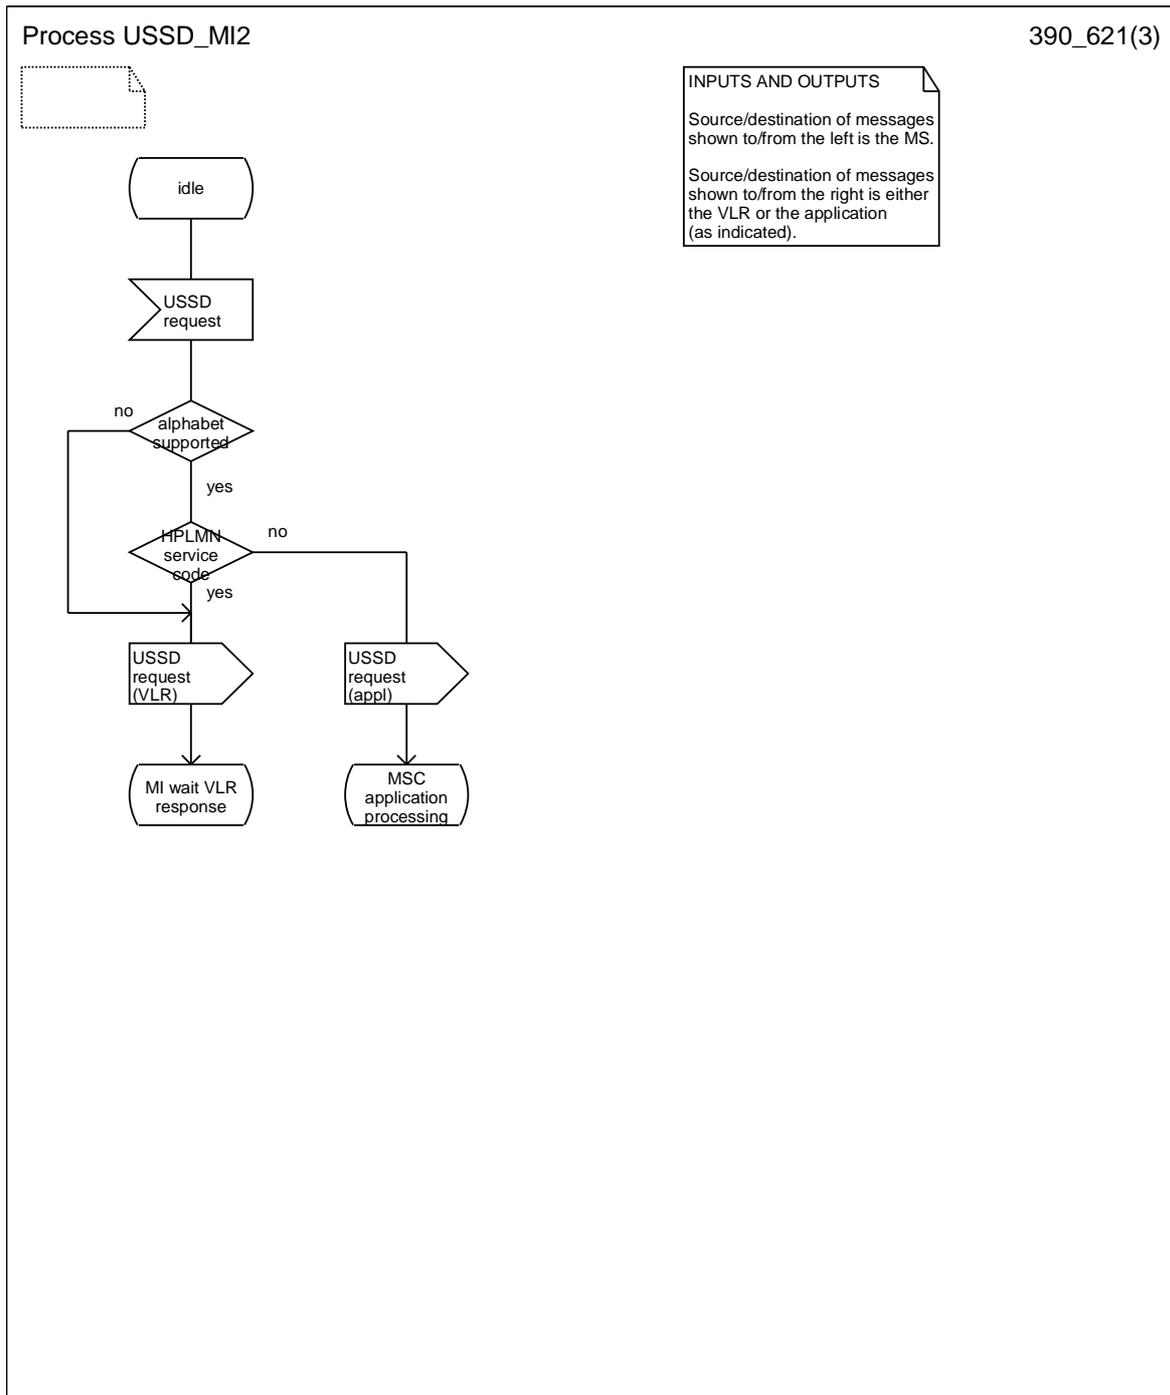 Process USSD_MI2
390_621(3)
INPUTS AND OUTPUTS
Source/destination of messages
shown to/from the left is the MS.
Source/destination of messages
shown to/from the right is either
the VLR or the application
(as indicated).
idle
USSD
request
no
alphabet
supported
yes
HPLMN
service
code
no
yes
USSD
request
(VLR)
USSD
request
(appl)
MI wait VLR
response
MSC
application
processing